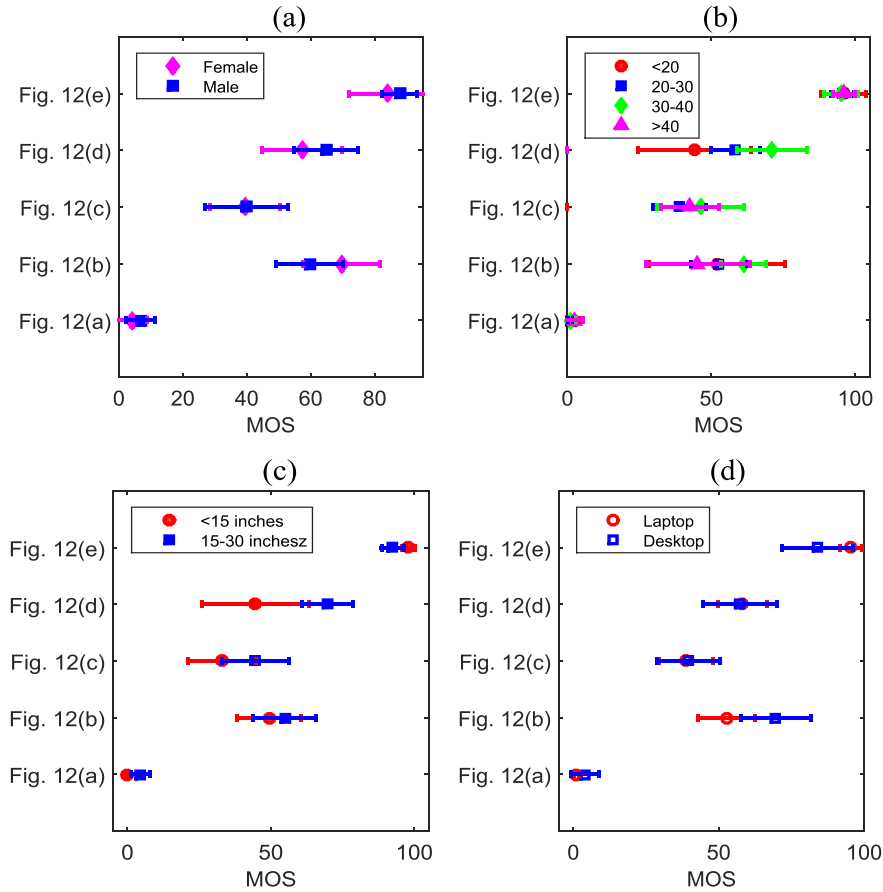 (a)
Female
Male
Fig. 12(e)
Fig. 12(d)
Fig. 12(c)
Fig. 12(b)
Fig. 12(a)
0 20 40 60 80
MOS
(b)
<20
20-30
30-40
>40
Fig. 12(e)
Fig. 12(d)
Fig. 12(c)
Fig. 12(b)
Fig. 12(a)
0 50 100
MOS
(c)
<15 inches
15-30 inchesz
Fig. 12(e)
Fig. 12(d)
Fig. 12(c)
Fig. 12(b)
Fig. 12(a)
0 50 100
MOS
(d)
Laptop
Desktop
Fig. 12(e)
Fig. 12(d)
Fig. 12(c)
Fig. 12(b)
Fig. 12(a)
0 50 100
MOS